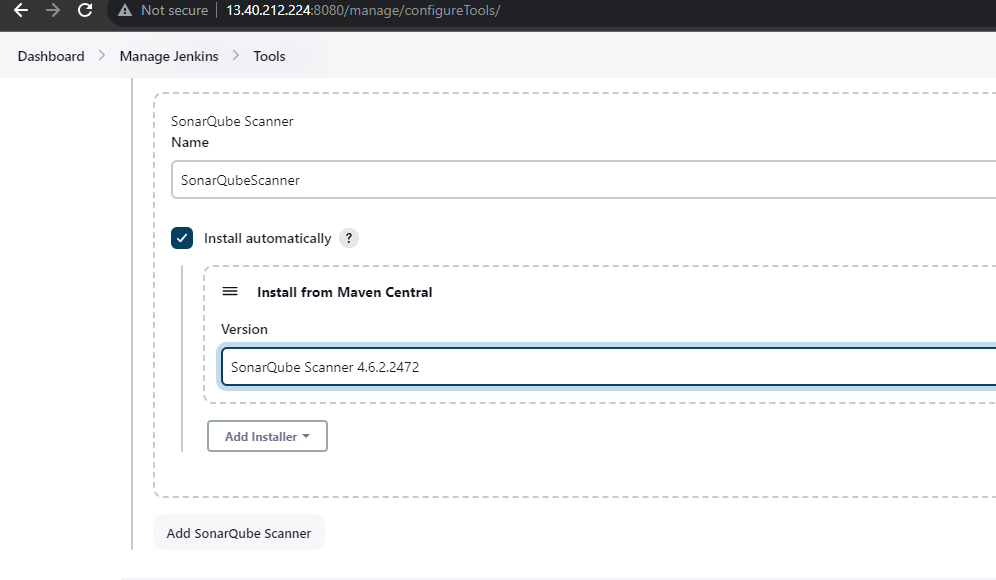 Not secure 13.40.212.224:8080/manage/configureTools/
Dashboard > Manage Jenkins > Tools
SonarQube Scanner
Name
SonarQubeScanner
Install automatically ?
Install from Maven Central
Version
SonarQube Scanner 4.6.2.2472
Add Installer
Add SonarQube Scanner